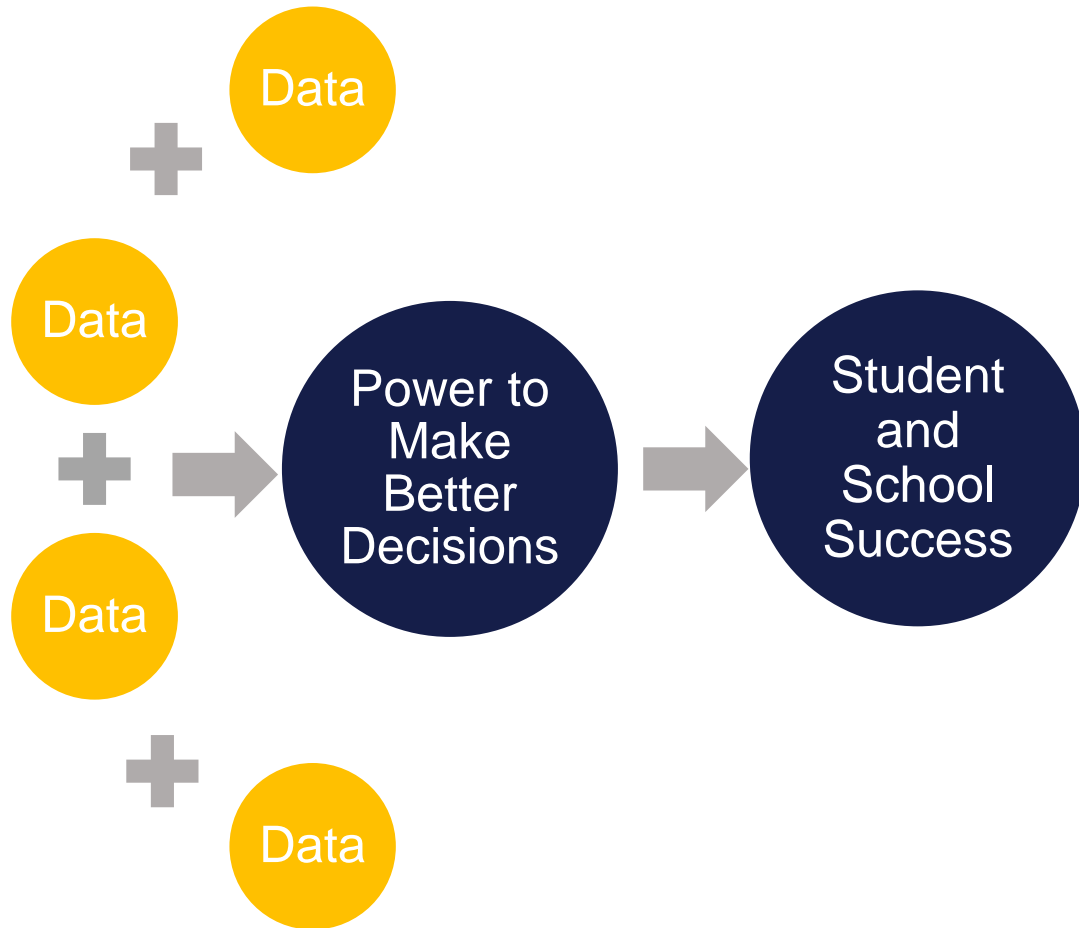 Data
Data
Data
Data
Power to
Make
Better
Decisions
Student
and
School
Success